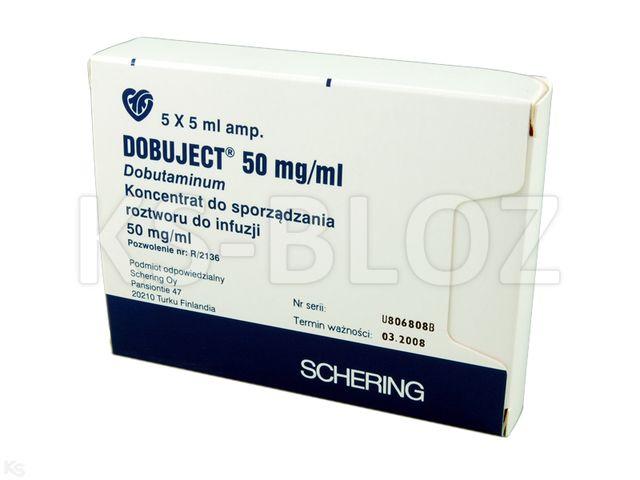 5 X 5 ml amp.
DOBUJECT® 50 mg/ml
Dobutaminum
Koncentrat do sporządzania
roztworu do infuzji
50 mg/ml
Pozwolenie nr: R/2136
Podmiot odpowiedzialny
Schering Oy
Pansiontie 47
20210 Turku Finlandia
Nr serii: U806808B
Termin ważności: 03.2008
SCHERING
KS-BLOZ
KS